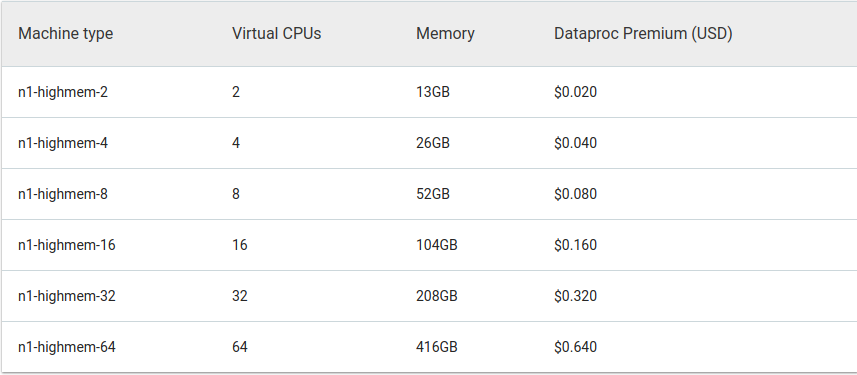 Machine type Virtual CPUs Memory Dataproc Premium (USD)
n1-highmem-2 2 13GB $0.020
n1-highmem-4 4 26GB $0.040
n1-highmem-8 8 52GB $0.080
n1-highmem-16 16 104GB $0.160
n1-highmem-32 32 208GB $0.320
n1-highmem-64 64 416GB $0.640